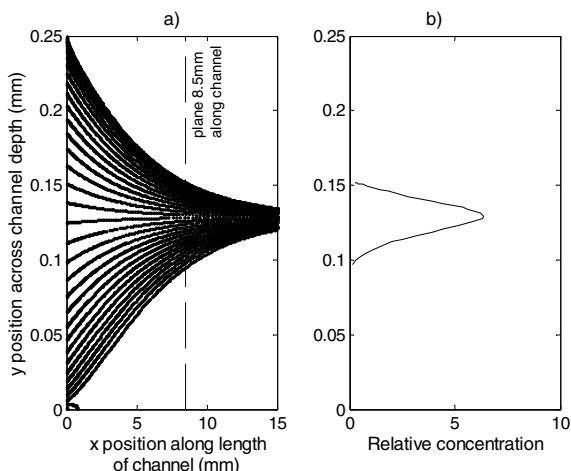 a)
0.25
0.2
0.15
0.1
0.05
0
0
5
10
15
y position across channel depth (mm)
plane 8.5mm
along channel
x position along length
of channel (mm)
b)
0.25
0.2
0.15
0.1
0.05
0
0
5
10
Relative concentration